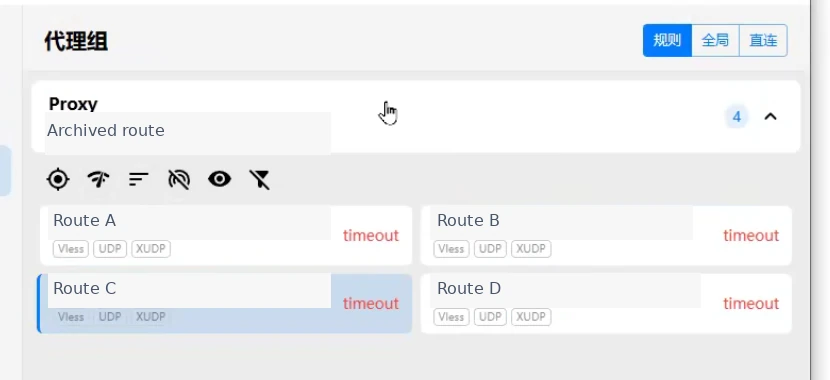 代理组
规则 全局 直连
Proxy
Archived route
4
Route A
timeout
Vless UDP XUDP
Route B
timeout
Vless UDP XUDP
Route C
timeout
Vless UDP XUDP
Route D
timeout
Vless UDP XUDP